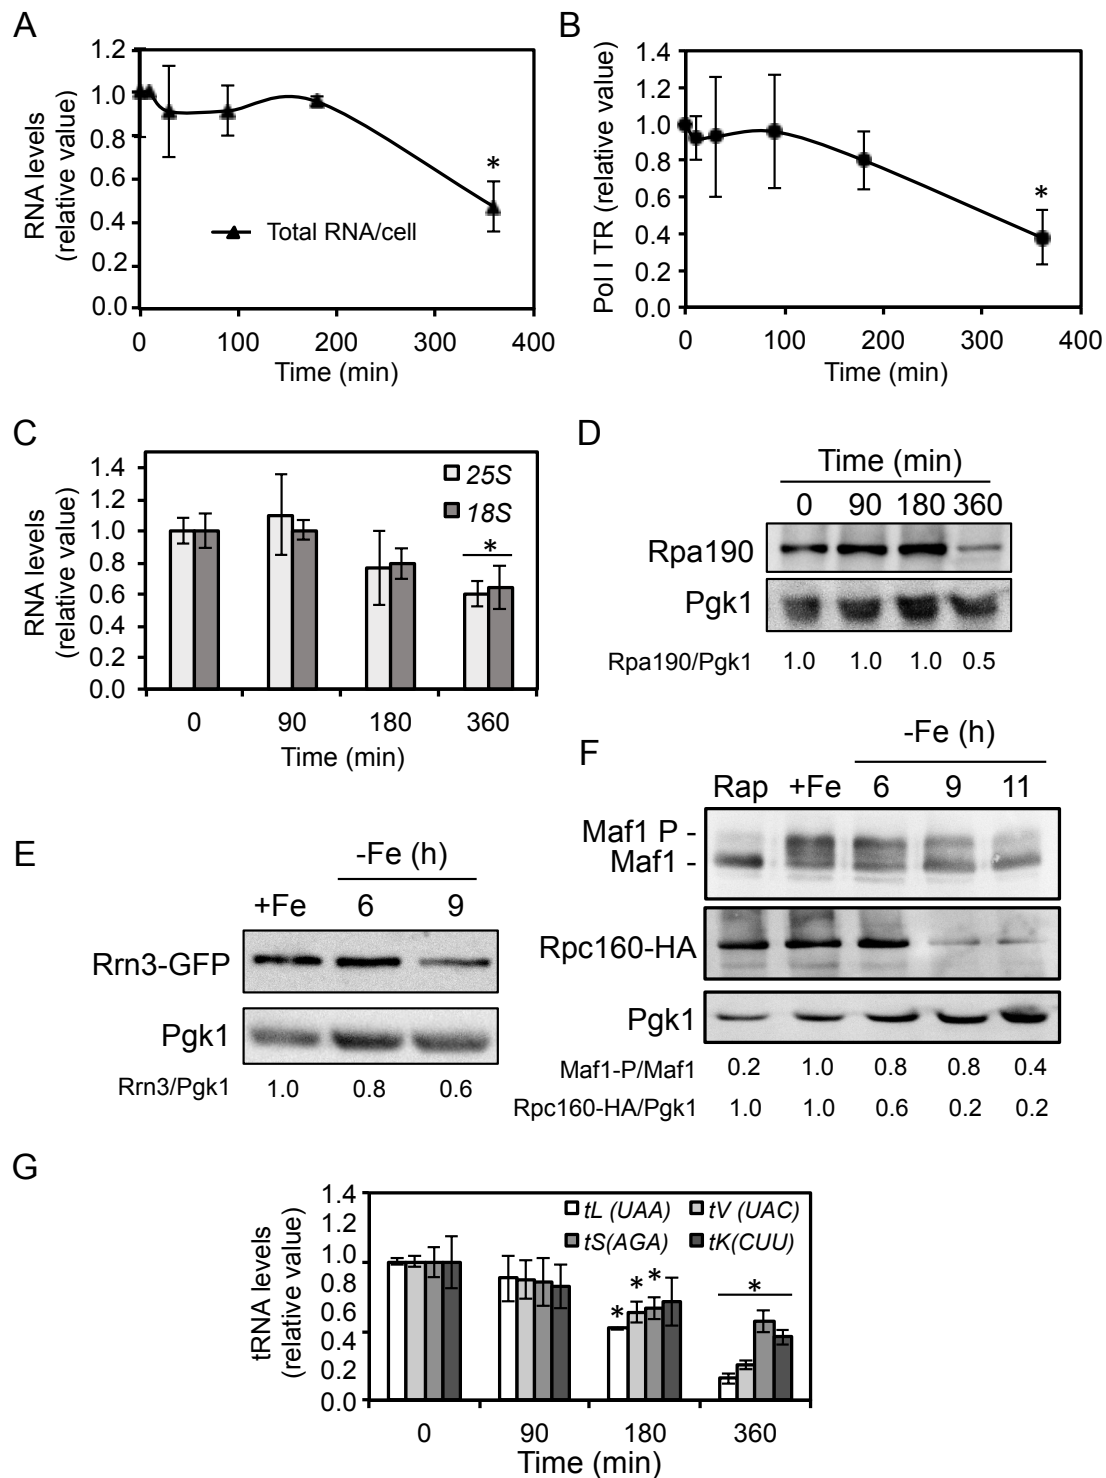 A
RNA levels
(relative value)
1.2
1.0
0.8
0.6
0.4
0.2
0.0
*
Total RNA/cell
0 100 200 300 400
Time (min)
B
Pol I TR (relative value)
1.4
1.2
1.0
0.8
0.6
0.4
0.2
0.0
*
0 100 200 300 400
Time (min)
C
RNA levels
(relative value)
1.4
1.2
1.0
0.8
0.6
0.4
0.2
0.0
25S
18S
*
0 90 180 360
Time (min)
D
Time (min)
0 90 180 360
Rpa190
Pgk1
Rpa190/Pgk1 1.0 1.0 1.0 0.5
E
-Fe (h)
+Fe 6 9
Rrn3-GFP
Pgk1
Rrn3/Pgk1 1.0 0.8 0.6
F
-Fe (h)
Rap +Fe 6 9 11
Maf1 P -
Maf1 -
Rpc160-HA
Pgk1
Maf1-P/Maf1 0.2 1.0 0.8 0.8 0.4
Rpc160-HA/Pgk1 1.0 1.0 0.6 0.2 0.2
G
tRNA levels
(relative value)
1.4
1.2
1.0
0.8
0.6
0.4
0.2
0.0
tL (UAA) tV (UAC)
tS(AGA) tK(CUU)
* * * *
0 90 180 360
Time (min)